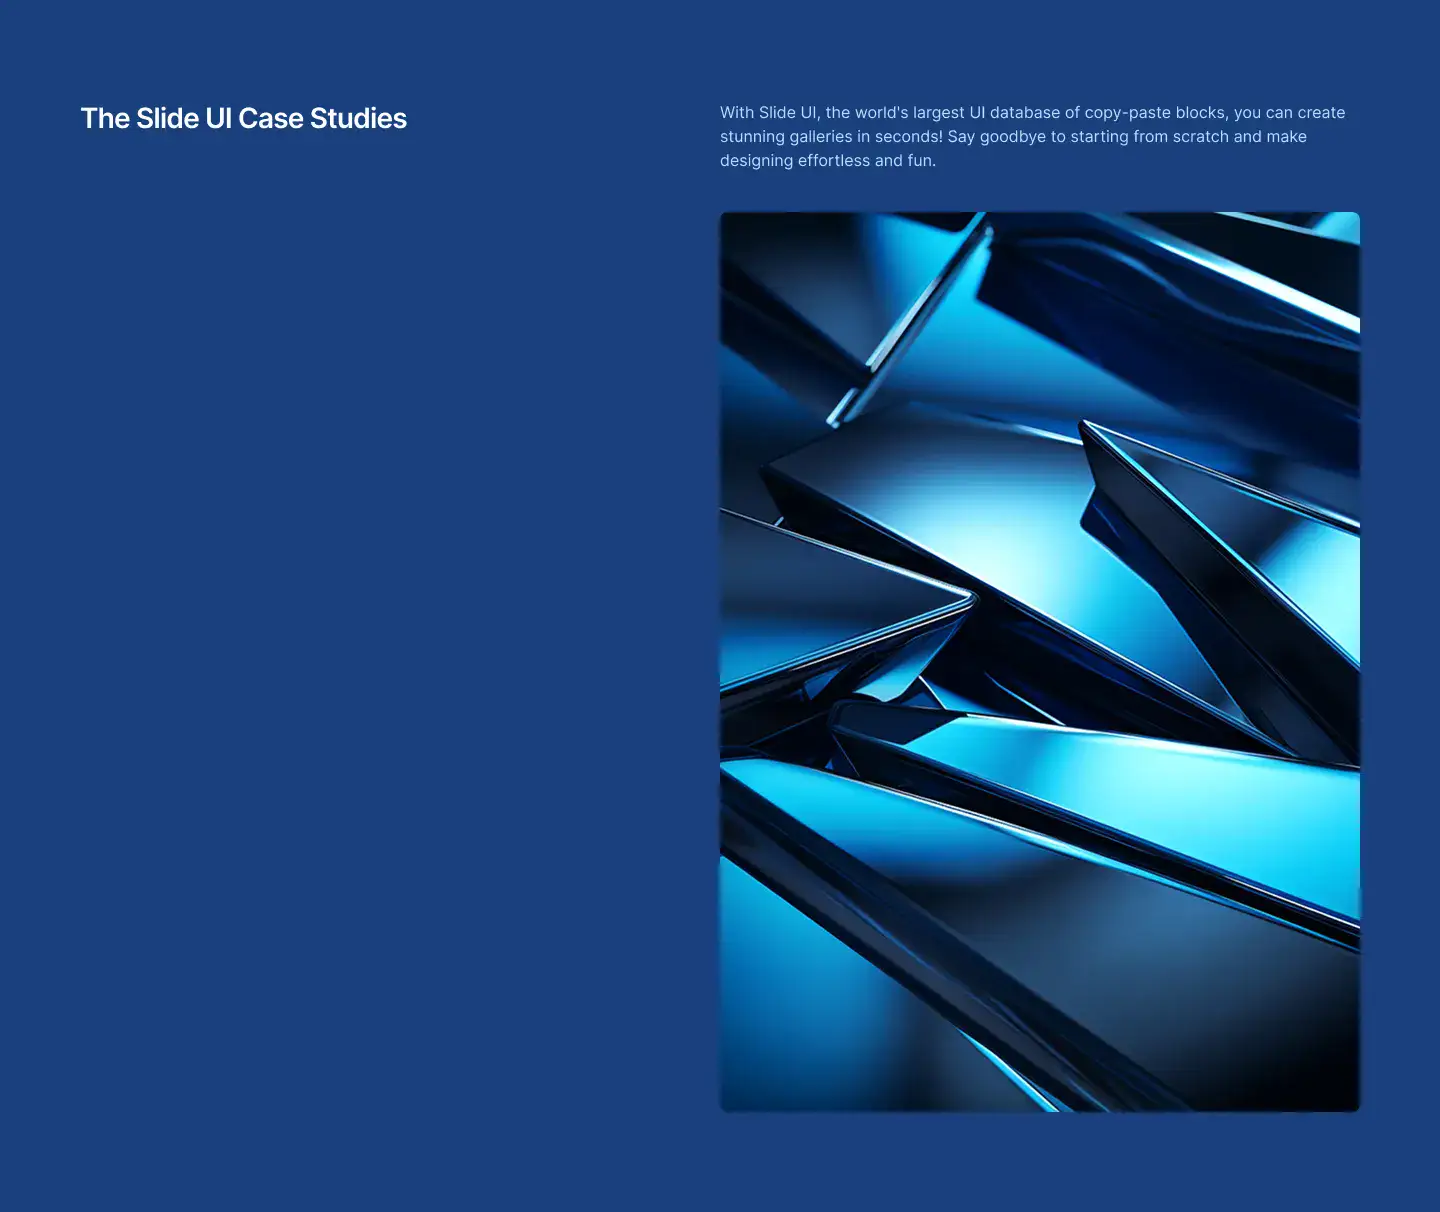 The Slide UI Case Studies
With Slide UI, the world's largest UI database of copy-paste blocks, you can create
stunning galleries in seconds! Say goodbye to starting from scratch and make
designing effortless and fun.